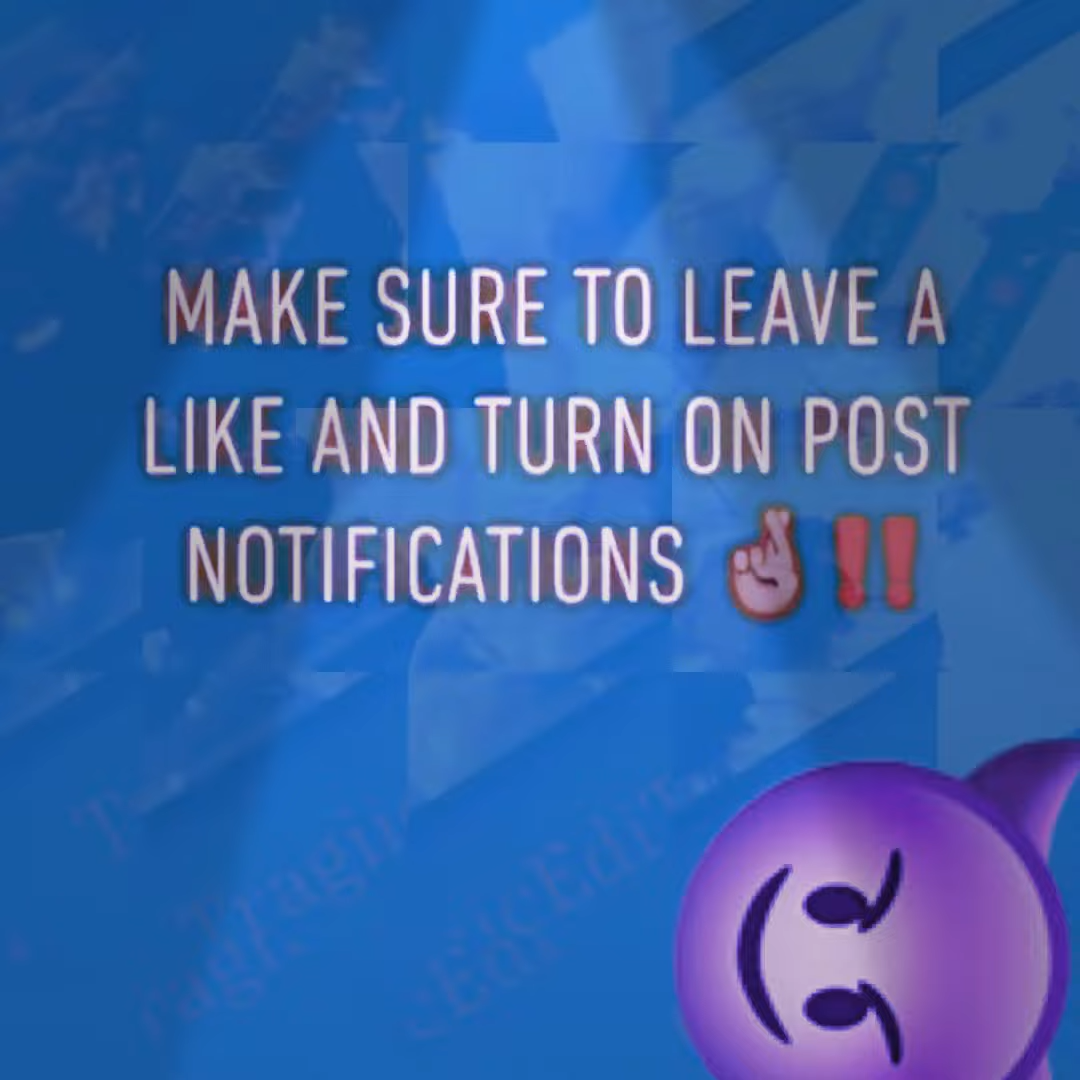 MAKE SURE TO LEAVE A
LIKE AND TURN ON POST
NOTIFICATIONS 🤞‼️